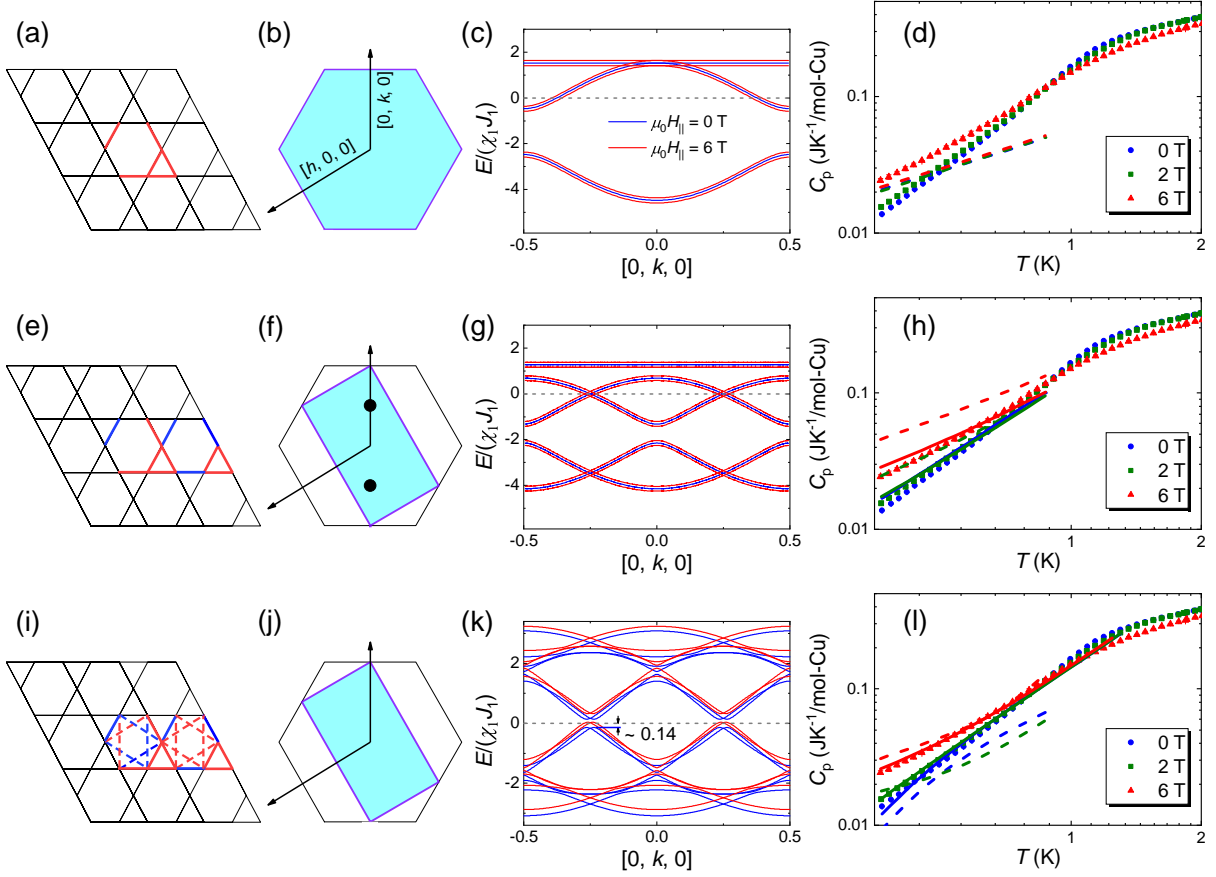 (a)
[h, 0, 0]
(b)
[0, k, 0]
(c)
E/(χ₁J₁)
2
0
-2
-4
μ₀H|| = 0 T
μ₀H|| = 6 T
-0.5
0.0
0.5
[0, k, 0]
(d)
Cp (JK⁻¹/mol-Cu)
0.1
0.01
0 T
2 T
6 T
1
2
T (K)
(e)
(f)
(g)
E/(χ₁J₁)
2
0
-2
-4
-0.5
0.0
0.5
[0, k, 0]
(h)
Cp (JK⁻¹/mol-Cu)
0.1
0.01
0 T
2 T
6 T
1
2
T (K)
(i)
(j)
(k)
E/(χ₁J₁)
2
0
-2
~ 0.14
-0.5
0.0
0.5
[0, k, 0]
(l)
Cp (JK⁻¹/mol-Cu)
0.1
0.01
0 T
2 T
6 T
1
2
T (K)